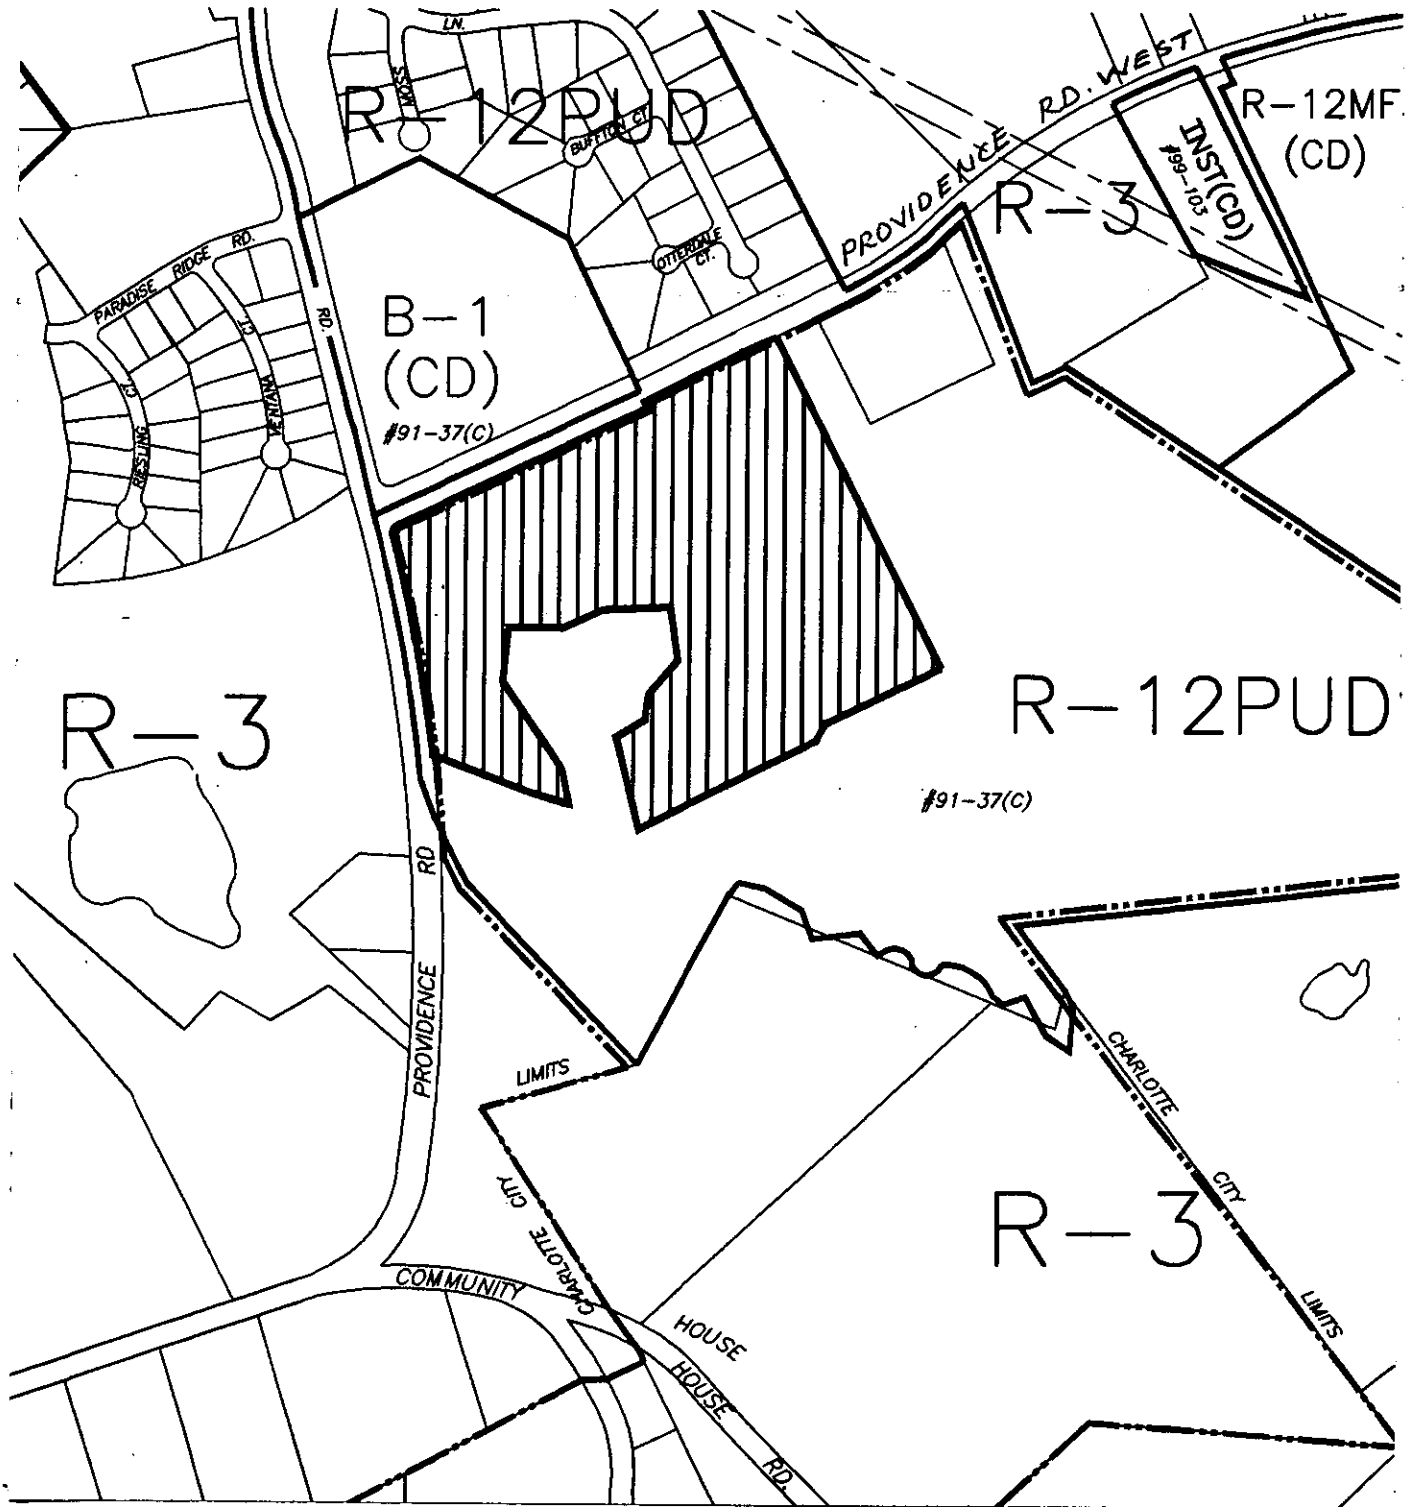 LN.
MOSS
R-12PUD
BUFFTON CT
PROVIDENCE RD. WEST
R-12MF
(CD)
INST(CD)
#99-103
R-3
OTTERDALE
CT.
PARADISE RIDGE RD.
RD.
CT
B-1
(CD)
#91-37(C)
VENTANA
RIESLING CT
R-3
R-12PUD
#91-37(C)
PROVIDENCE RD
LIMITS
CHARLOTTE CITY
CHARLOTTE CITY LIMITS
R-3
COMMUNITY HOUSE
HOUSE RD.